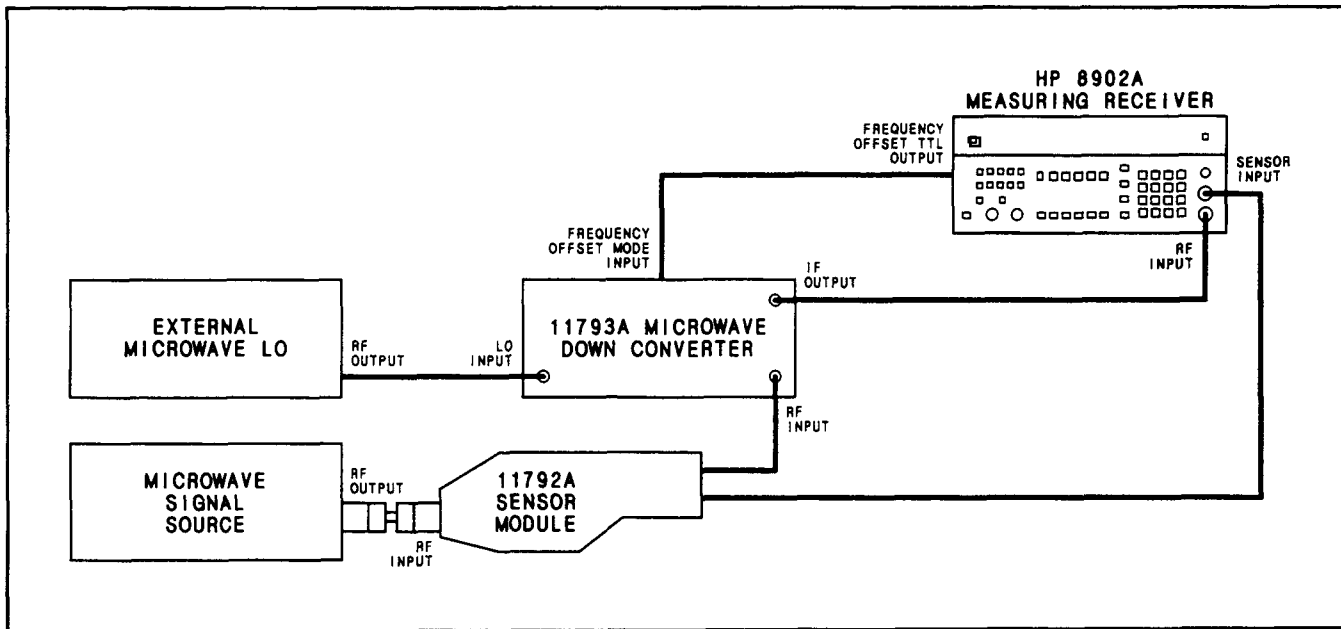 HP 8902A
MEASURING RECEIVER
FREQUENCY
OFFSET TTL
OUTPUT
SENSOR
INPUT
FREQUENCY
OFFSET MODE
INPUT
RF
INPUT
IF
OUTPUT
EXTERNAL
MICROWAVE LO
RF
OUTPUT
LO
INPUT
11793A MICROWAVE
DOWN CONVERTER
RF
INPUT
MICROWAVE
SIGNAL
SOURCE
RF
OUTPUT
RF
INPUT
11792A
SENSOR
MODULE